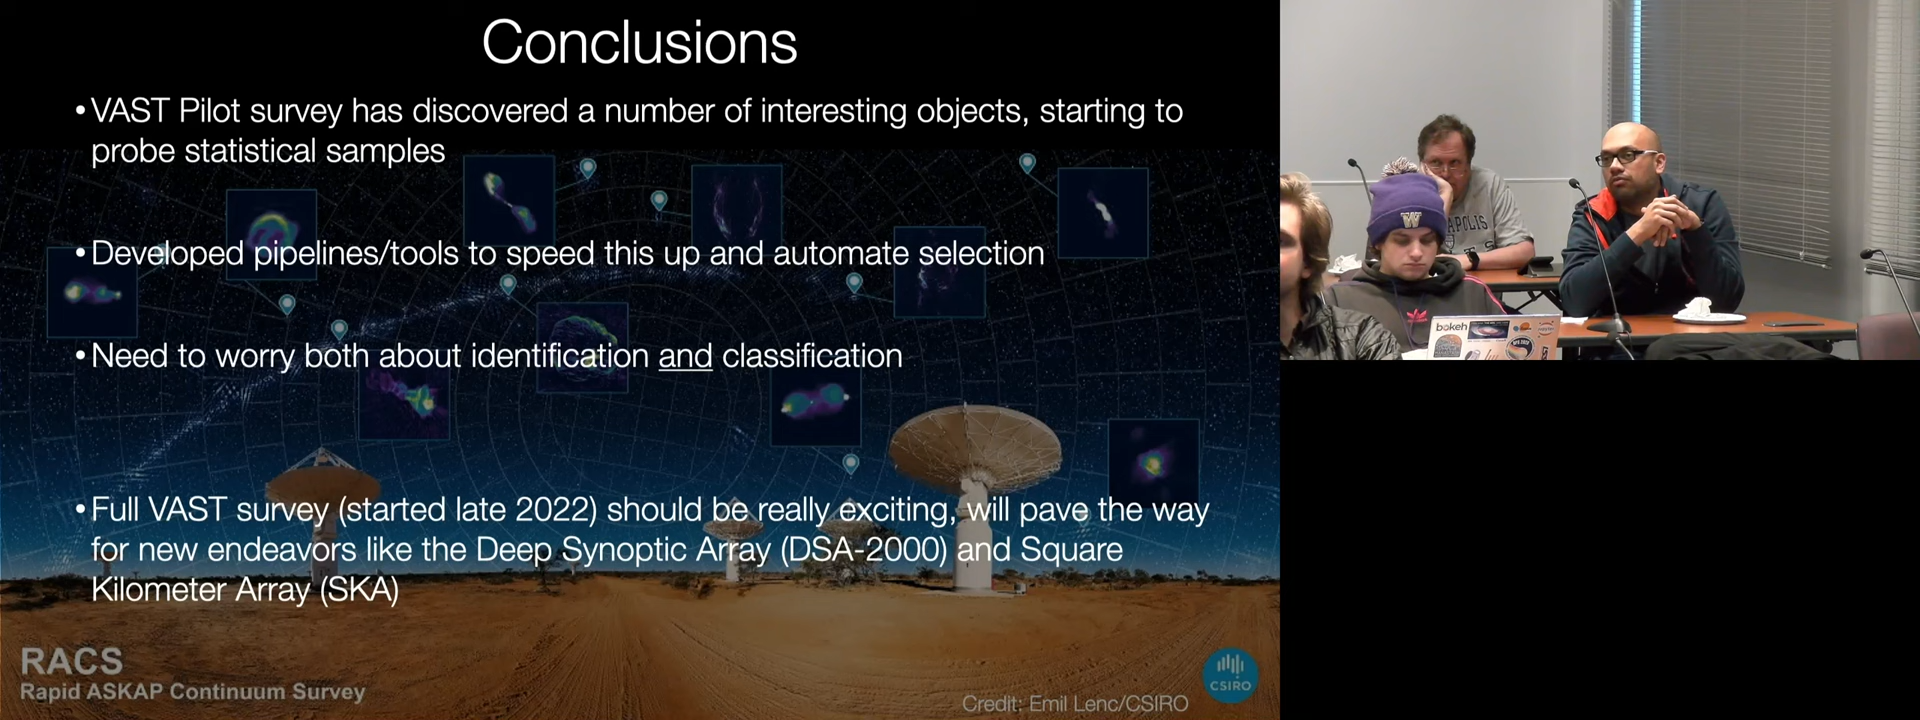 Conclusions
• VAST Pilot survey has discovered a number of interesting objects, starting to
probe statistical samples
• Developed pipelines/tools to speed this up and automate selection
• Need to worry both about identification and classification
• Full VAST survey (started late 2022) should be really exciting, will pave the way
for new endeavors like the Deep Synoptic Array (DSA-2000) and Square
Kilometer Array (SKA)
RACS
Rapid ASKAP Continuum Survey
Credit: Emil Lenc/CSIRO
CSIRO
W
APOLIS
TS
bokeh